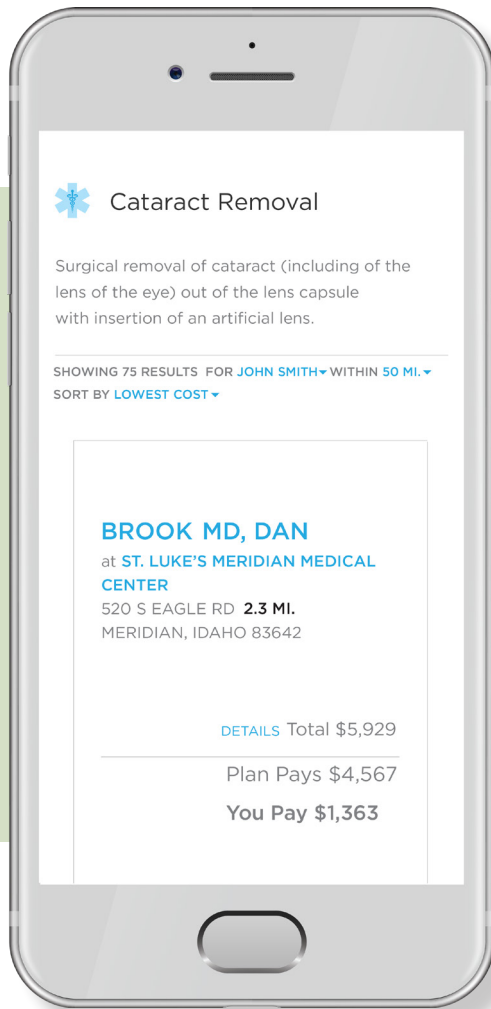 Cataract Removal
Surgical removal of cataract (including of the
lens of the eye) out of the lens capsule
with insertion of an artificial lens.
SHOWING 75 RESULTS FOR JOHN SMITH WITHIN 50 MI.
SORT BY LOWEST COST
BROOK MD, DAN
at ST. LUKE'S MERIDIAN MEDICAL
CENTER
520 S EAGLE RD 2.3 MI.
MERIDIAN, IDAHO 83642
DETAILS Total $5,929
Plan Pays $4,567
You Pay $1,363